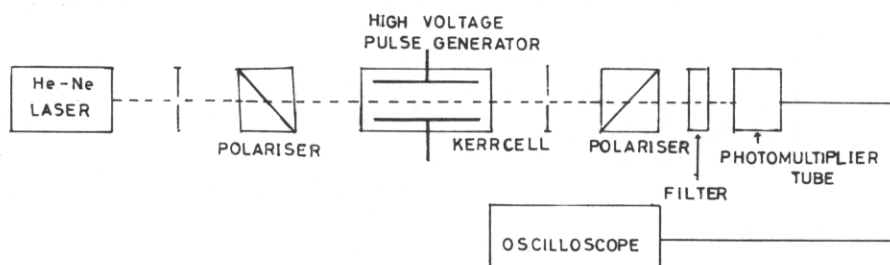 HIGH VOLTAGE
PULSE GENERATOR
He-Ne
LASER
POLARISER
KERRCELL
POLARISER
PHOTOMULTIPLIER
TUBE
FILTER
OSCILLOSCOPE